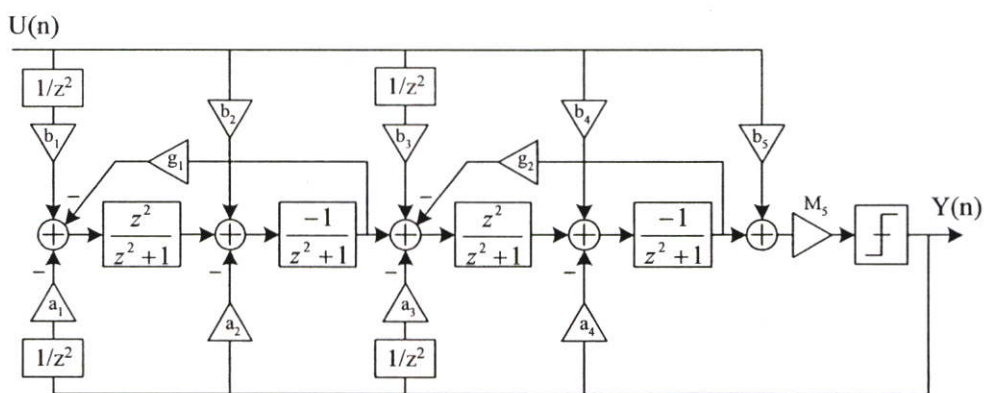 U(n)
1/z² 1/z²
b₁ b₂ b₃ b₄ b₅
g₁ g₂
M₅ Y(n)
− −
z² −1 z² −1
z²+1 z²+1 z²+1 z²+1
− − − −
a₁ a₂ a₃ a₄
1/z² 1/z²